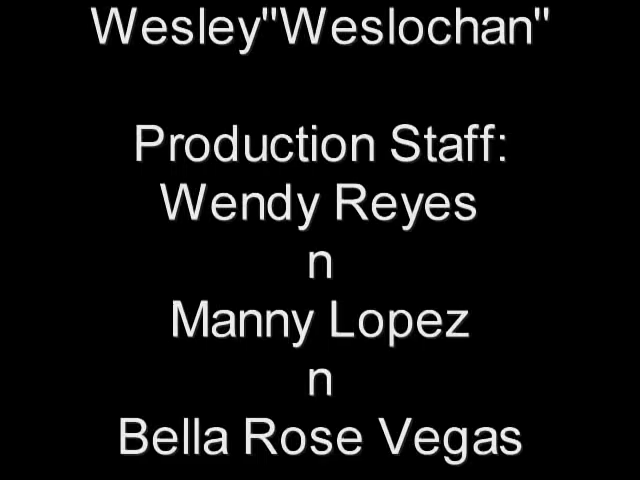 Wesley"Weslochan"
Production Staff:
Wendy Reyes
n
Manny Lopez
n
Bella Rose Vegas